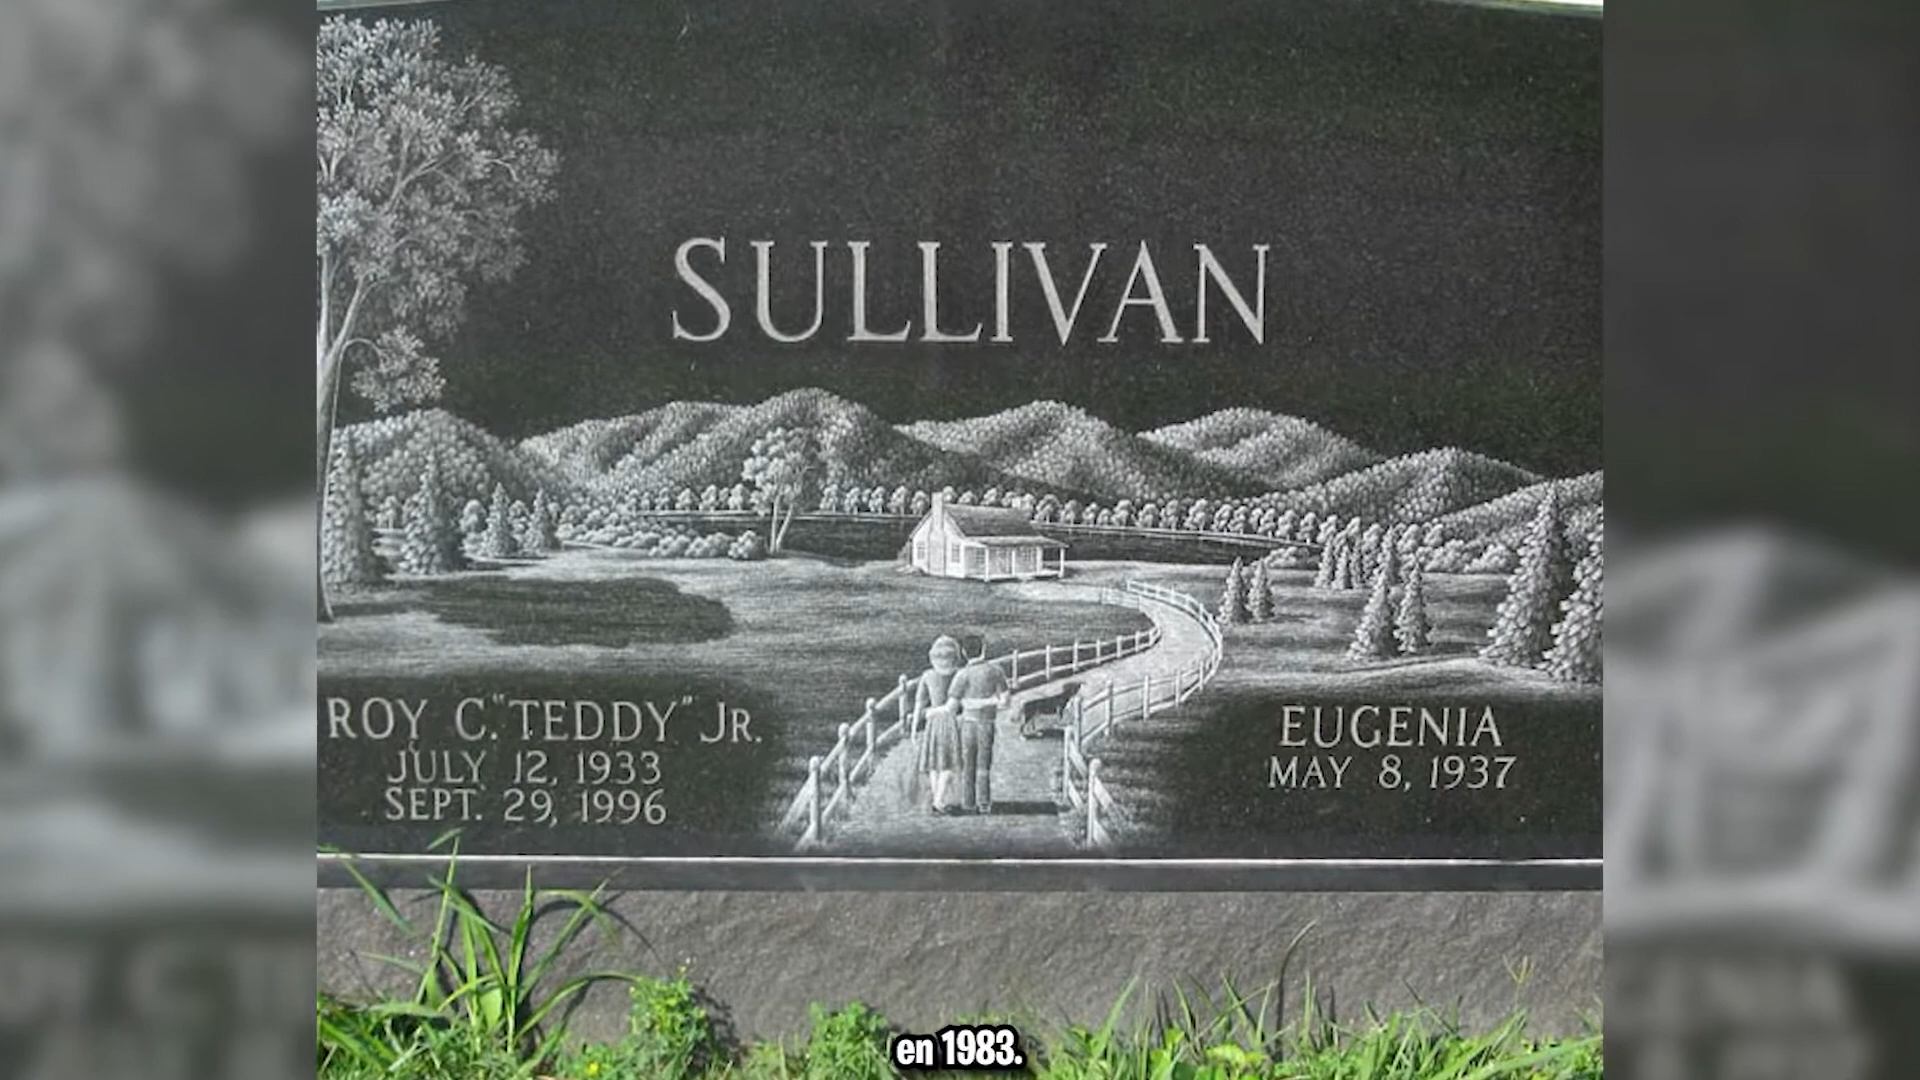 SULLIVAN
ROY C. "TEDDY" JR.
JULY 12, 1933
SEPT. 29, 1996
EUGENIA
MAY 8, 1937
en 1983.